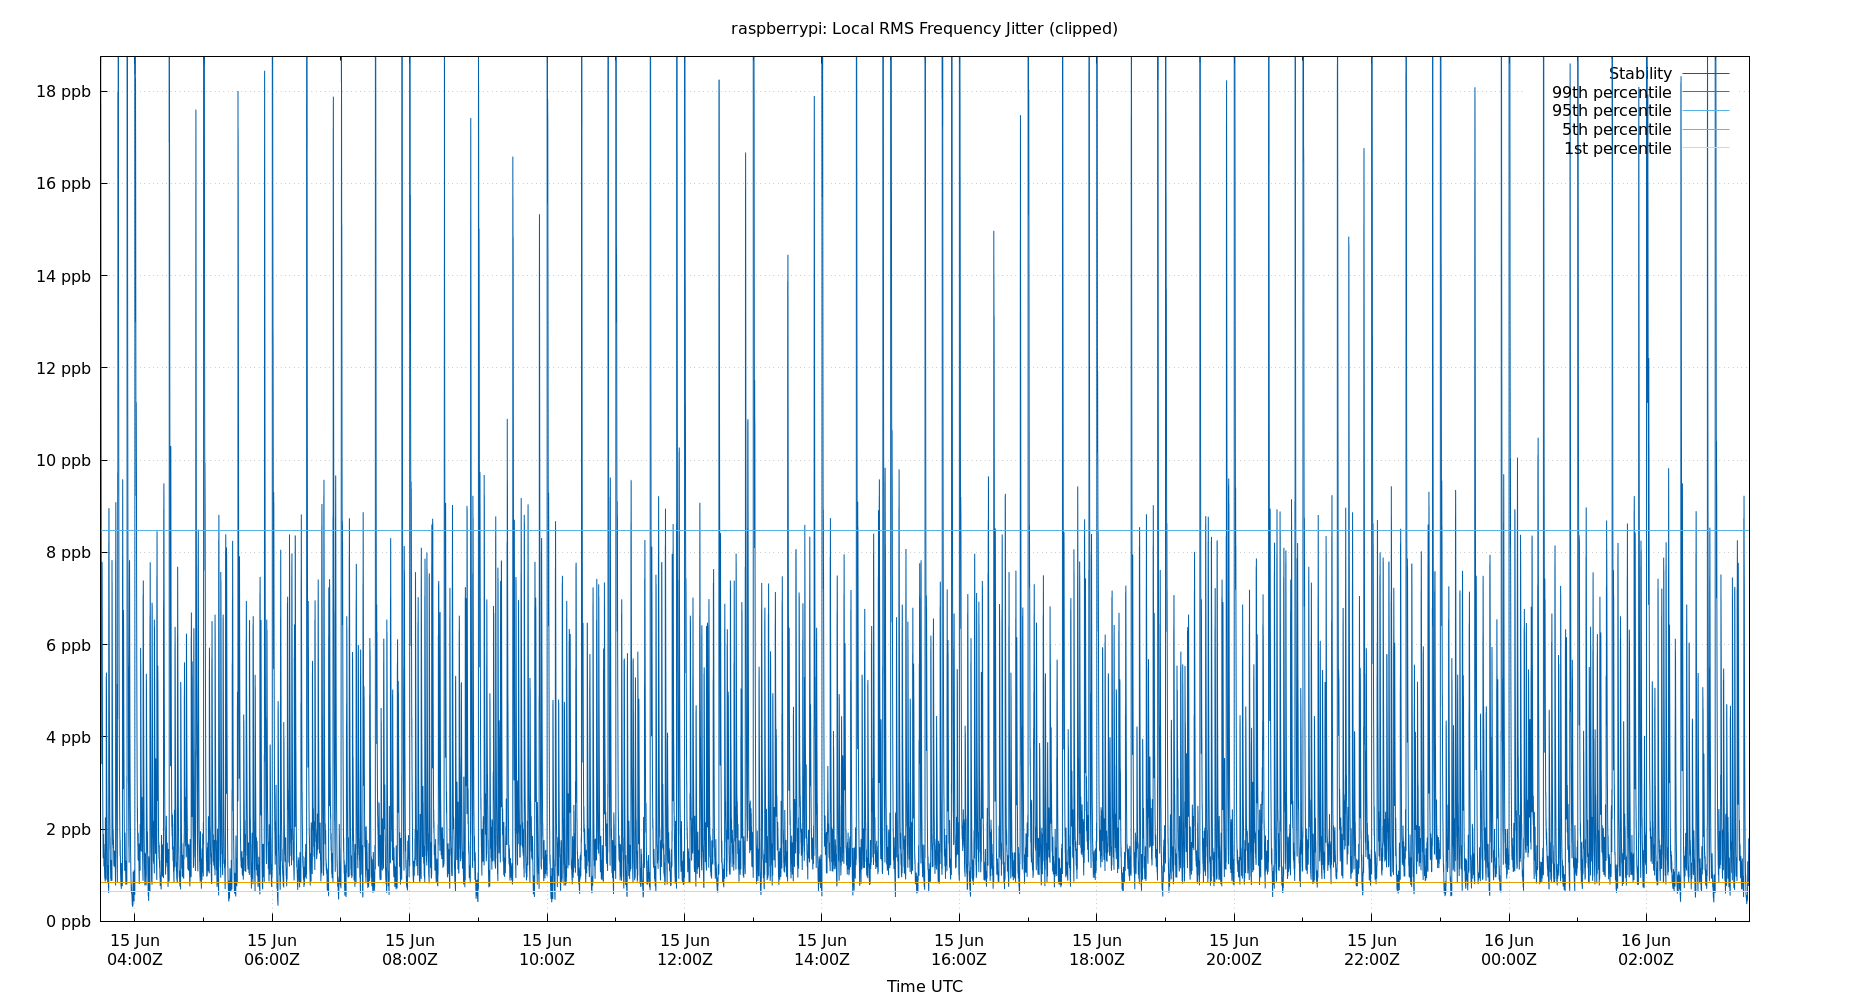 raspberrypi: Local RMS Frequency Jitter (clipped)
Stability
99th percentile
95th percentile
5th percentile
1st percentile
18 ppb
16 ppb
14 ppb
12 ppb
10 ppb
8 ppb
6 ppb
4 ppb
2 ppb
0 ppb
15 Jun 15 Jun 15 Jun 15 Jun 15 Jun 15 Jun 15 Jun 15 Jun 15 Jun 15 Jun 16 Jun 16 Jun
04:00Z 06:00Z 08:00Z 10:00Z 12:00Z 14:00Z 16:00Z 18:00Z 20:00Z 22:00Z 00:00Z 02:00Z
Time UTC